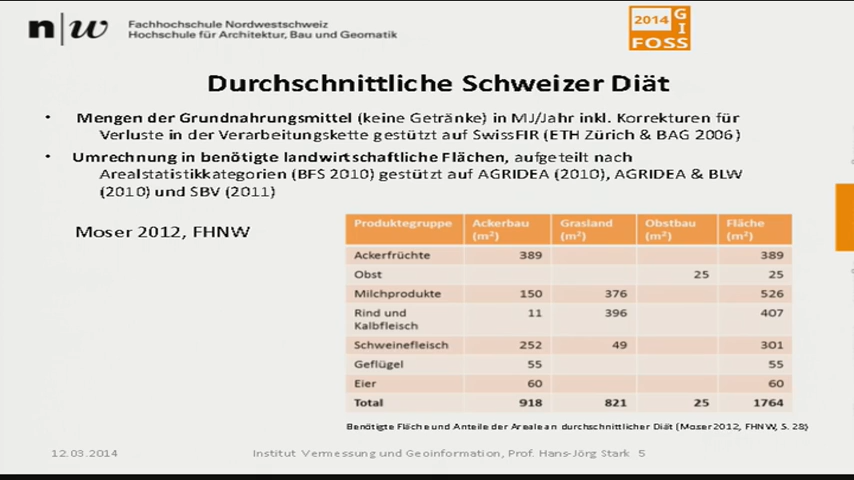 n w Fachhochschule Nordwestschweiz
Hochschule für Architektur, Bau und Geomatik
2014 G I
FOSS
Durchschnittliche Schweizer Diät
• Mengen der Grundnahrungsmittel (keine Getränke) in MJ/Jahr inkl. Korrekturen für
Verluste in der Verarbeitungskette gestützt auf SwissFIR (ETH Zürich & BAG 2006)
• Umrechnung in benötigte landwirtschaftliche Flächen, aufgeteilt nach
Arealstatistikkategorien (BFS 2010) gestützt auf AGRIDEA (2010), AGRIDEA & BLW
(2010) und SBV (2011)
Moser 2012, FHNW
Produktegruppe Ackerbau (m²) Grasland (m²) Obstbau (m²) Fläche (m²)
Ackerfrüchte 389 389
Obst 25 25
Milchprodukte 150 376 526
Rind und Kalbfleisch 11 396 407
Schweinefleisch 252 49 301
Geflügel 55 55
Eier 60 60
Total 918 821 25 1764
Benötigte Fläche und Anteile der Areale an durchschnittlicher Diät (Moser 2012, FHNW, S. 28)
12.03.2014 Institut Vermessung und Geoinformation, Prof. Hans-Jörg Stark 5